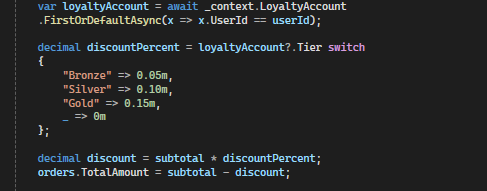 var loyaltyAccount = await _context.LoyaltyAccount
.FirstOrDefaultAsync(x => x.UserId == userId);
decimal discountPercent = loyaltyAccount?.Tier switch
{
"Bronze" => 0.05m,
"Silver" => 0.10m,
"Gold" => 0.15m,
_ => 0m
};
decimal discount = subtotal * discountPercent;
orders.TotalAmount = subtotal - discount;